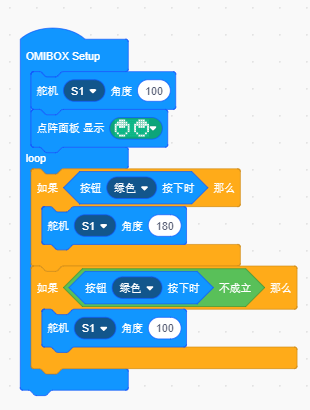 OMIBOX Setup
舵机 S1 角度 100
点阵面板 显示
loop
如果 按钮 绿色 按下时 那么
舵机 S1 角度 180
如果 按钮 绿色 按下时 不成立 那么
舵机 S1 角度 100